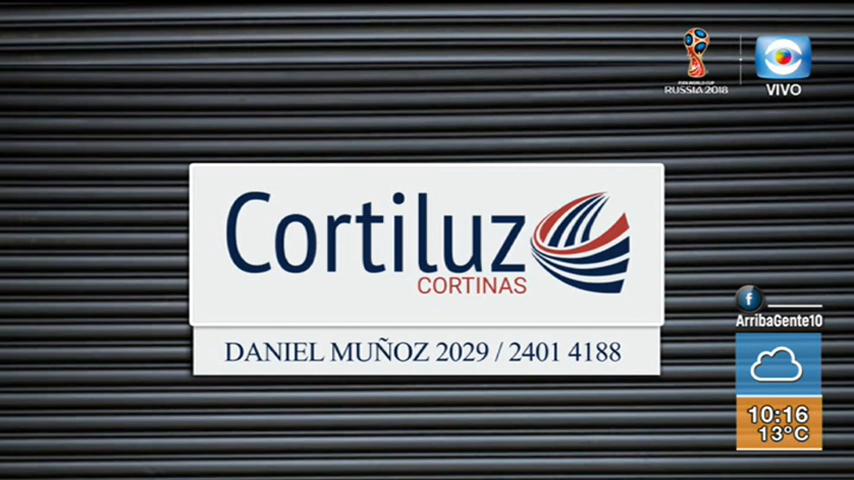 FIFA WORLD CUP
RUSSIA 2018
VIVO
Cortiluz
CORTINAS
DANIEL MUÑOZ 2029 / 2401 4188
f
ArribaGente10
10:16
13°C